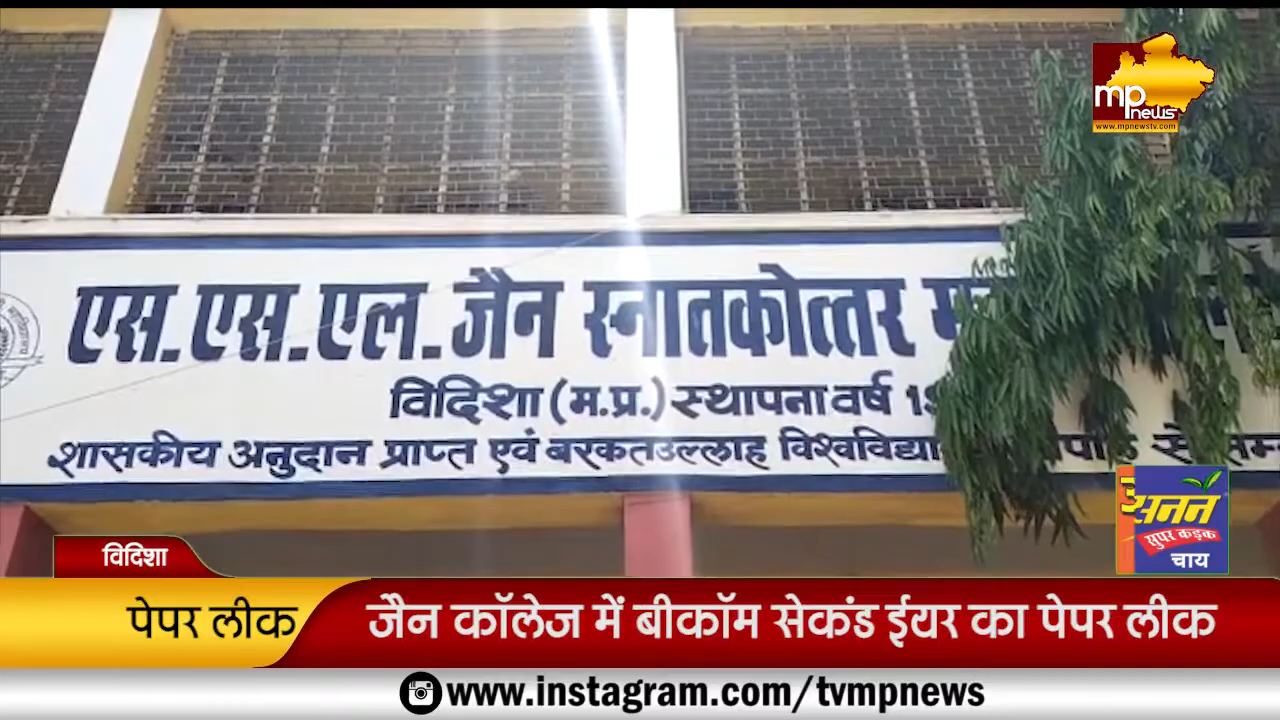 mp news
www.mpnewstv.com
एस.एस.एल.जैन स्नातकोत्तर
विदिशा (म.प्र.) स्थापना वर्ष
शासकीय अनुदान प्राप्त एवं बरकतउल्लाह
सनन
सुपर कड़क
चाय
विदिशा
पेपर लीक
जैन कॉलेज में बीकॉम सेकंड ईयर का पेपर लीक
www.instagram.com/tvmpnews